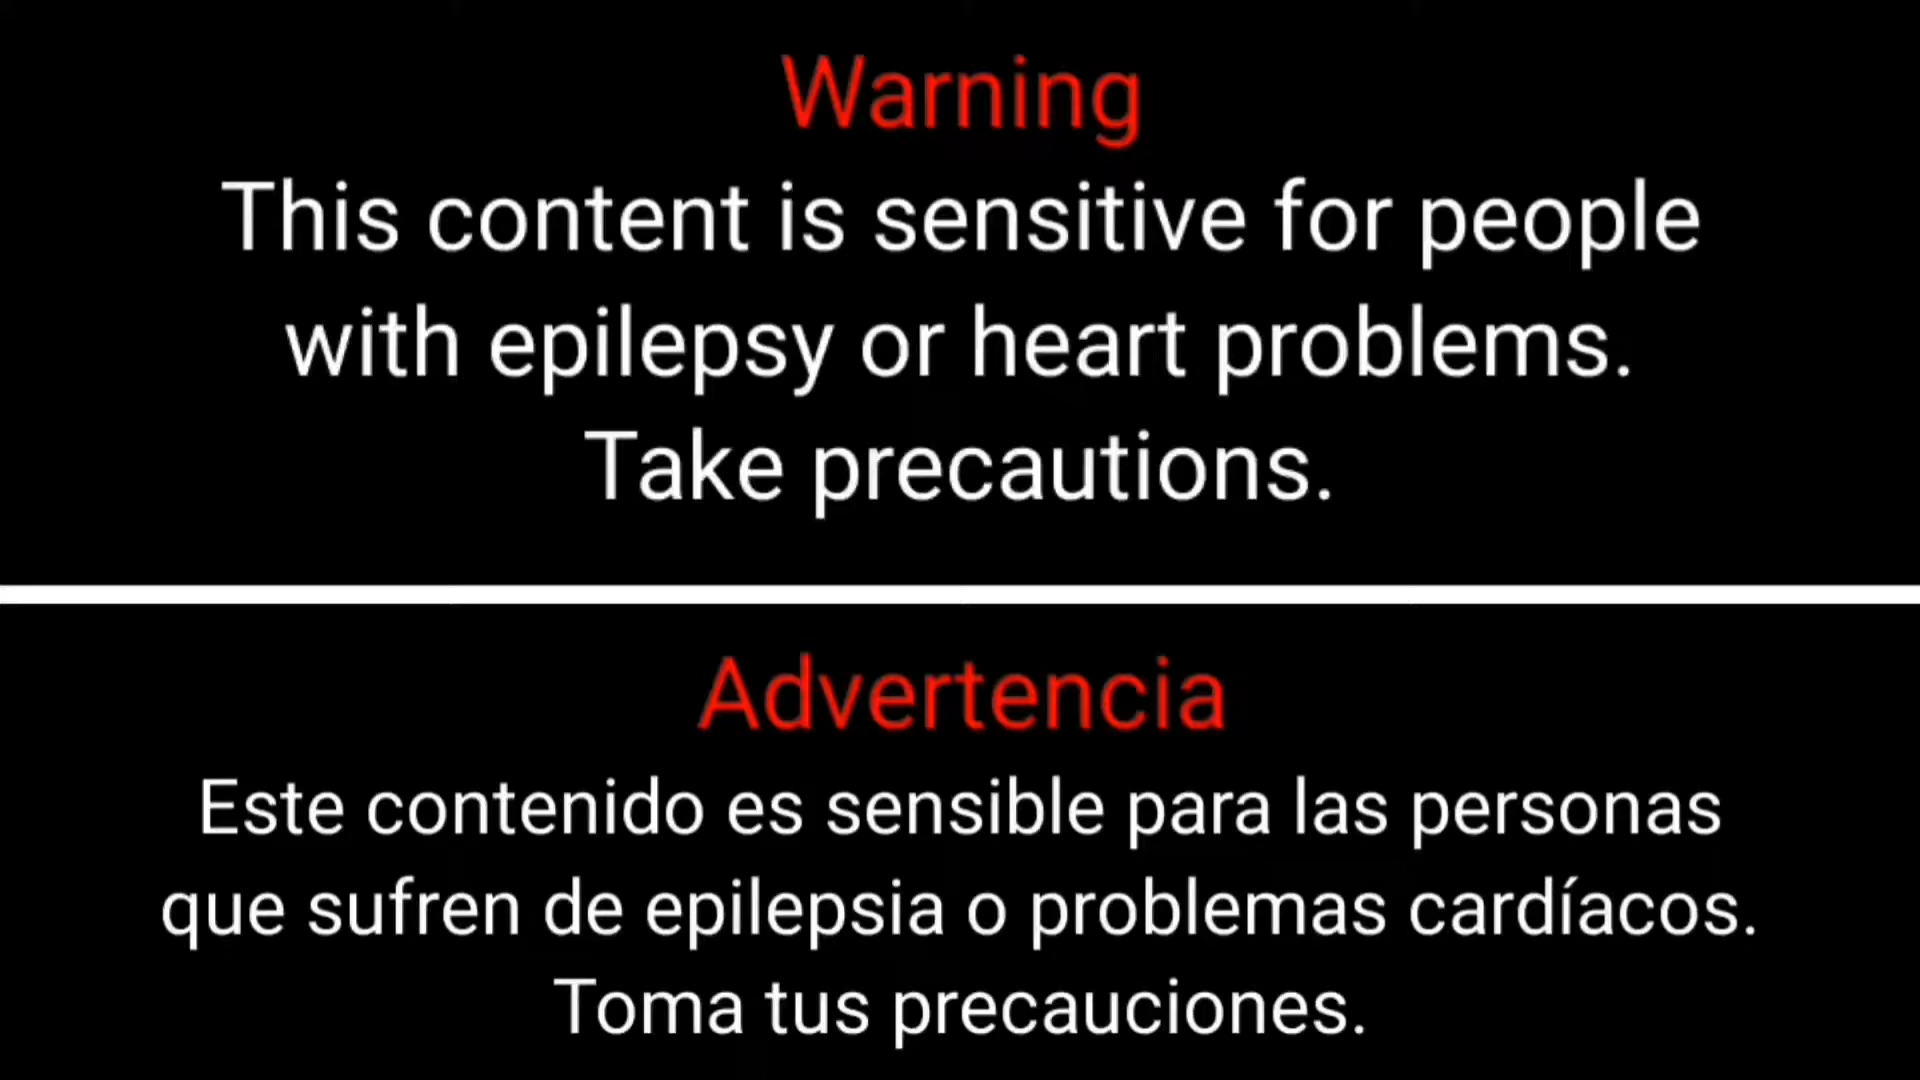 Warning
This content is sensitive for people
with epilepsy or heart problems.
Take precautions.
Advertencia
Este contenido es sensible para las personas
que sufren de epilepsia o problemas cardíacos.
Toma tus precauciones.